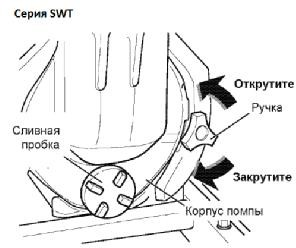 Серия SWT
Открутите
Ручка
Сливная
пробка
Закрутите
Корпус помпы